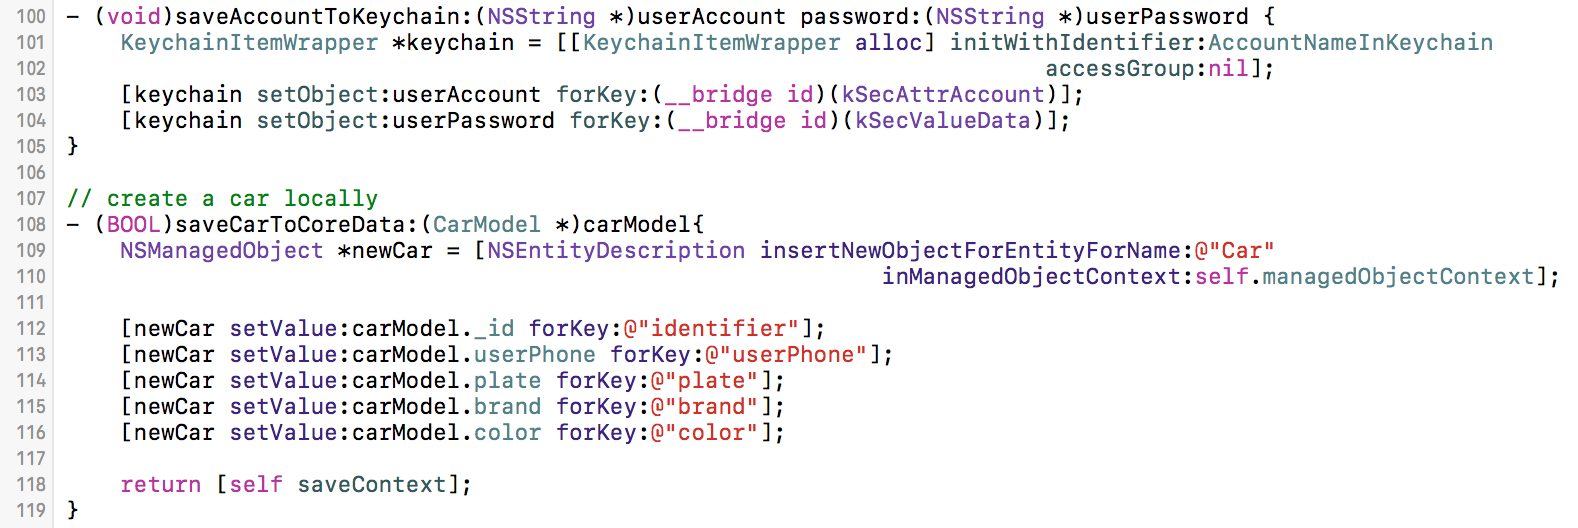 100 - (void)saveAccountToKeychain:(NSString *)userAccount password:(NSString *)userPassword {
101     KeychainItemWrapper *keychain = [[KeychainItemWrapper alloc] initWithIdentifier:AccountNameInKeychain
102                                                                         accessGroup:nil];
103     [keychain setObject:userAccount forKey:(__bridge id)(kSecAttrAccount)];
104     [keychain setObject:userPassword forKey:(__bridge id)(kSecValueData)];
105 }
106
107 // create a car locally
108 - (BOOL)saveCarToCoreData:(CarModel *)carModel{
109     NSManagedObject *newCar = [NSEntityDescription insertNewObjectForEntityForName:@"Car"
110                                                             inManagedObjectContext:self.managedObjectContext];
111
112     [newCar setValue:carModel._id forKey:@"identifier"];
113     [newCar setValue:carModel.userPhone forKey:@"userPhone"];
114     [newCar setValue:carModel.plate forKey:@"plate"];
115     [newCar setValue:carModel.brand forKey:@"brand"];
116     [newCar setValue:carModel.color forKey:@"color"];
117
118     return [self saveContext];
119 }